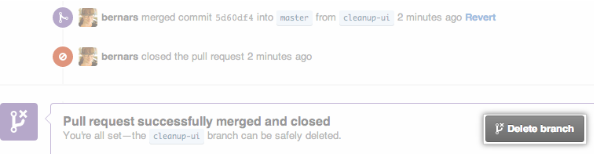 bernars merged commit 5d60df4 into master from cleanup-ui 2 minutes ago Revert
bernars closed the pull request 2 minutes ago
Pull request successfully merged and closed
You're all set—the cleanup-ui branch can be safely deleted.
Delete branch